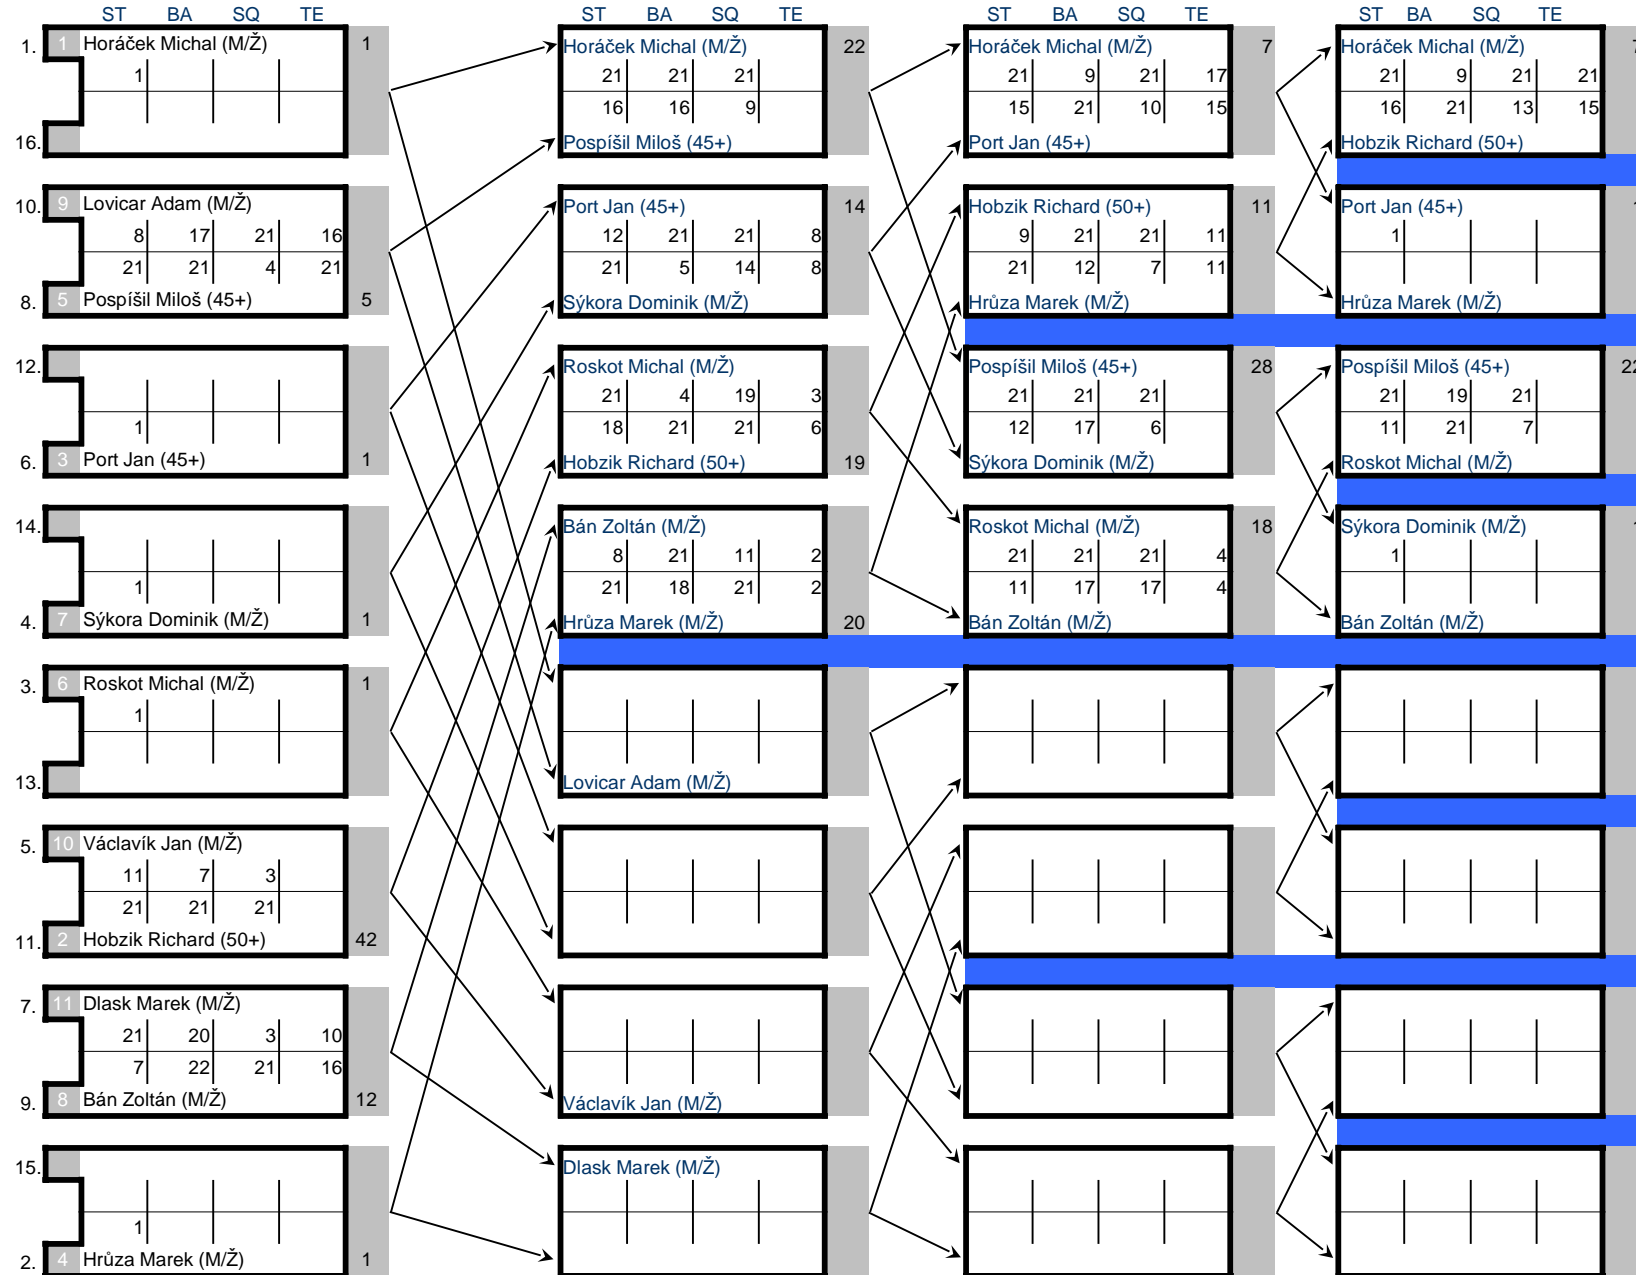 ST BA SQ TE ST BA SQ TE ST BA SQ TE ST BA SQ TE
1. 1 Horáček Michal (M/Ž) 1
1
16.
10. 9 Lovicar Adam (M/Ž)
8 17 21 16
21 21 4 21
8. 5 Pospíšil Miloš (45+) 5
12.
1
6. 3 Port Jan (45+) 1
14.
1
4. 7 Sýkora Dominik (M/Ž) 1
3. 6 Roskot Michal (M/Ž) 1
1
13.
5. 10 Václavík Jan (M/Ž)
11 7 3
21 21 21
11. 2 Hobzik Richard (50+) 42
7. 11 Dlask Marek (M/Ž)
21 20 3 10
7 22 21 16
9. 8 Bán Zoltán (M/Ž) 12
15.
1
2. 4 Hrůza Marek (M/Ž) 1
Horáček Michal (M/Ž) 22
21 21 21
16 16 9
Pospíšil Miloš (45+)
Port Jan (45+) 14
12 21 21 8
21 5 14 8
Sýkora Dominik (M/Ž)
Roskot Michal (M/Ž)
21 4 19 3
18 21 21 6
Hobzik Richard (50+) 19
Bán Zoltán (M/Ž)
8 21 11 2
21 18 21 2
Hrůza Marek (M/Ž) 20
Lovicar Adam (M/Ž)
Václavík Jan (M/Ž)
Dlask Marek (M/Ž)
Horáček Michal (M/Ž) 7
21 9 21 17
15 21 10 15
Port Jan (45+)
Hobzik Richard (50+) 11
9 21 21 11
21 12 7 11
Hrůza Marek (M/Ž)
Pospíšil Miloš (45+) 28
21 21 21
12 17 6
Sýkora Dominik (M/Ž)
Roskot Michal (M/Ž) 18
21 21 21 4
11 17 17 4
Bán Zoltán (M/Ž)
Horáček Michal (M/Ž) 7
21 9 21 21
16 21 13 15
Hobzik Richard (50+)
Port Jan (45+) 1
1
Hrůza Marek (M/Ž)
Pospíšil Miloš (45+) 22
21 19 21
11 21 7
Roskot Michal (M/Ž)
Sýkora Dominik (M/Ž) 1
1
Bán Zoltán (M/Ž)